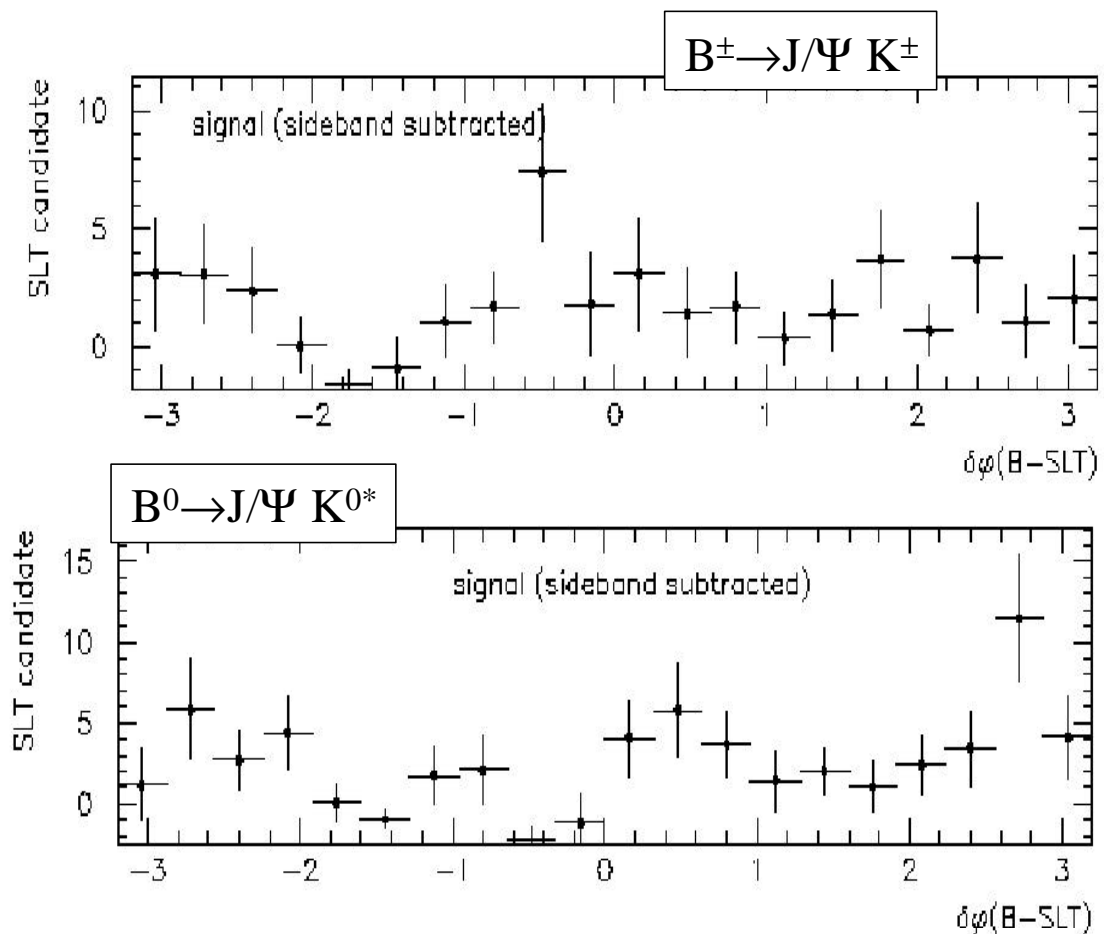 B±→J/Ψ K±
signal (sideband subtracted)
SLT candidate
10
5
0
−3 −2 −1 0 1 2 3
δφ(B−SLT)
B⁰→J/Ψ K⁰*
signal (sideband subtracted)
SLT candidate
15
10
5
0
−3 −2 −1 0 1 2 3
δφ(B−SLT)